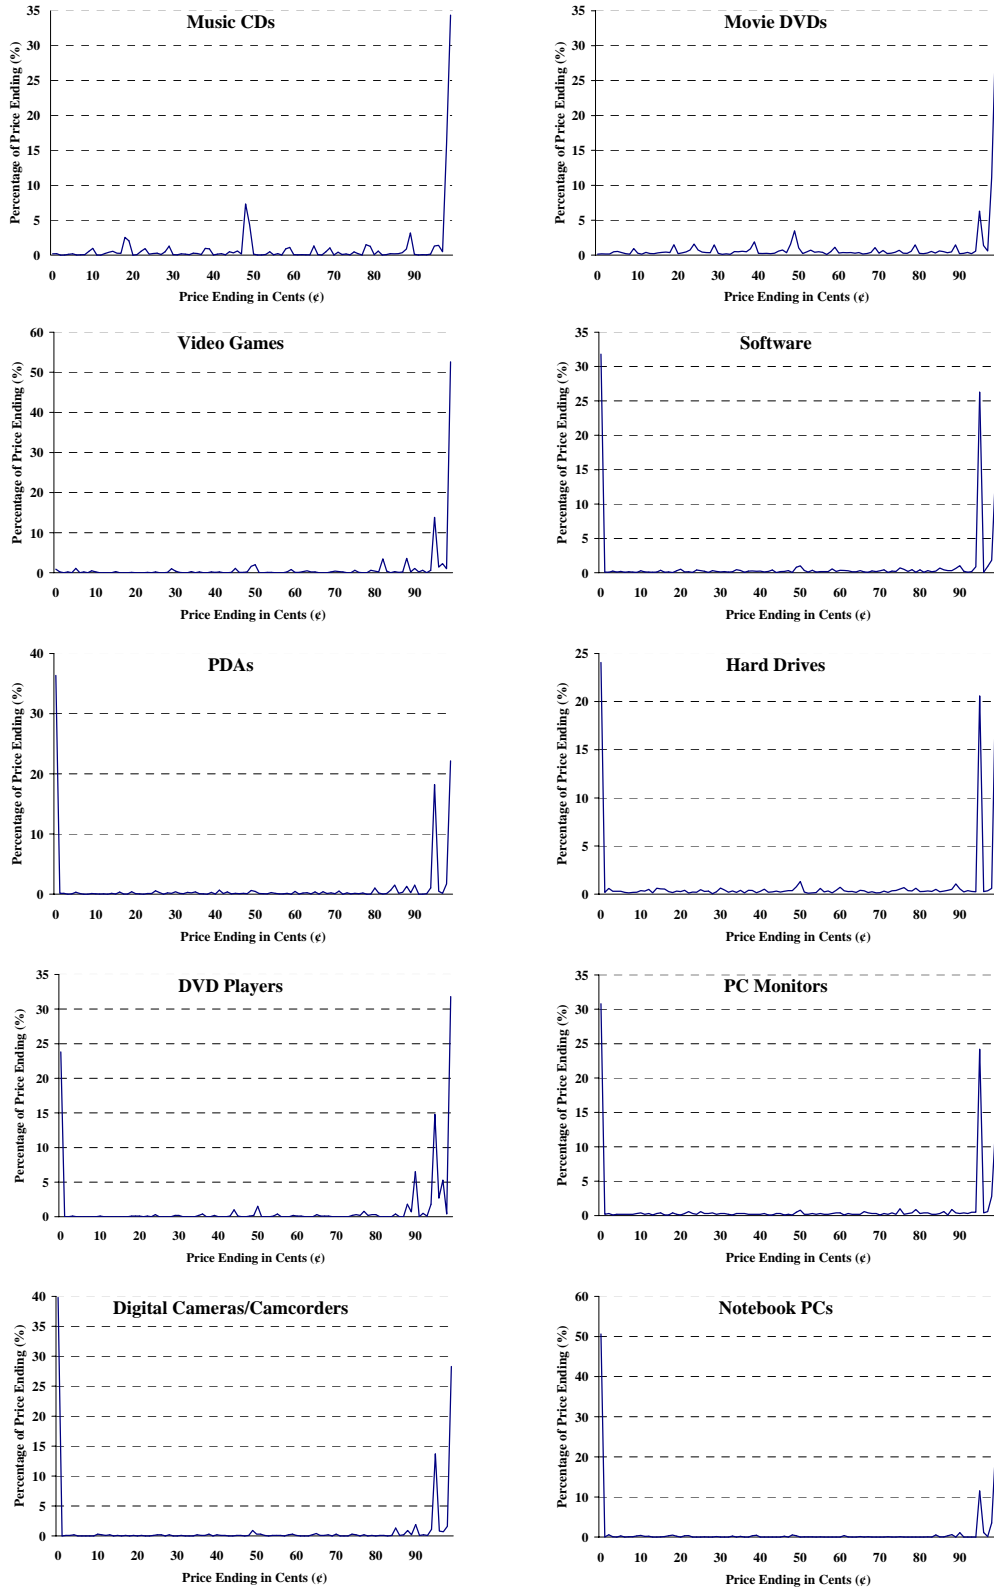 Music CDs
Percentage of Price Ending (%)
35
30
25
20
15
10
5
0
0 10 20 30 40 50 60 70 80 90
Price Ending in Cents (¢)
Movie DVDs
Percentage of Price Ending (%)
35
30
25
20
15
10
5
0
0 10 20 30 40 50 60 70 80 90
Price Ending in Cents (¢)
Video Games
Percentage of Price Ending (%)
60
50
40
30
20
10
0
0 10 20 30 40 50 60 70 80 90
Price Ending in Cents (¢)
Software
Percentage of Price Ending (%)
35
30
25
20
15
10
5
0
0 10 20 30 40 50 60 70 80 90
Price Ending in Cents (¢)
PDAs
Percentage of Price Ending (%)
40
30
20
10
0
0 10 20 30 40 50 60 70 80 90
Price Ending in Cents (¢)
Hard Drives
Percentage of Price Ending (%)
25
20
15
10
5
0
0 10 20 30 40 50 60 70 80 90
Price Ending in Cents (¢)
DVD Players
Percentage of Price Ending (%)
35
30
25
20
15
10
5
0
0 10 20 30 40 50 60 70 80 90
Price Ending in Cents (¢)
PC Monitors
Percentage of Price Ending (%)
35
30
25
20
15
10
5
0
0 10 20 30 40 50 60 70 80 90
Price Ending in Cents (¢)
Digital Cameras/Camcorders
Percentage of Price Ending (%)
40
35
30
25
20
15
10
5
0
0 10 20 30 40 50 60 70 80 90
Price Ending in Cents (¢)
Notebook PCs
Percentage of Price Ending (%)
60
50
40
30
20
10
0
0 10 20 30 40 50 60 70 80 90
Price Ending in Cents (¢)